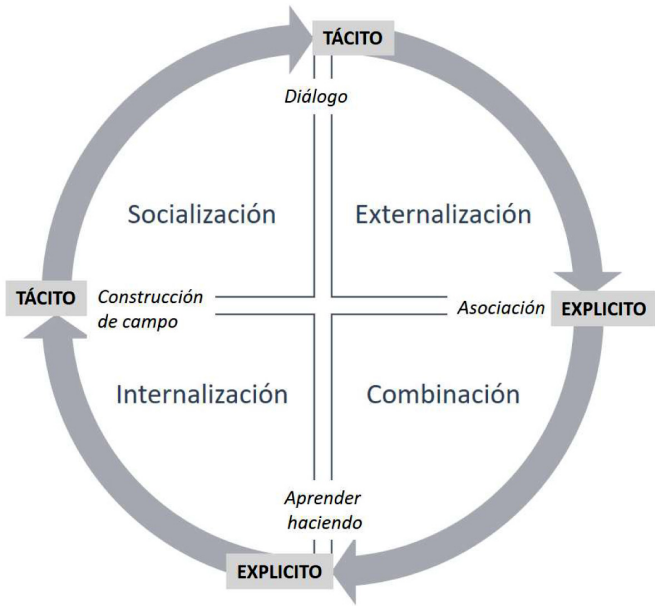 TÁCITO
Diálogo
Socialización
Externalización
TÁCITO
Construcción
de campo
Asociación
EXPLICITO
Internalización
Combinación
Aprender
haciendo
EXPLICITO